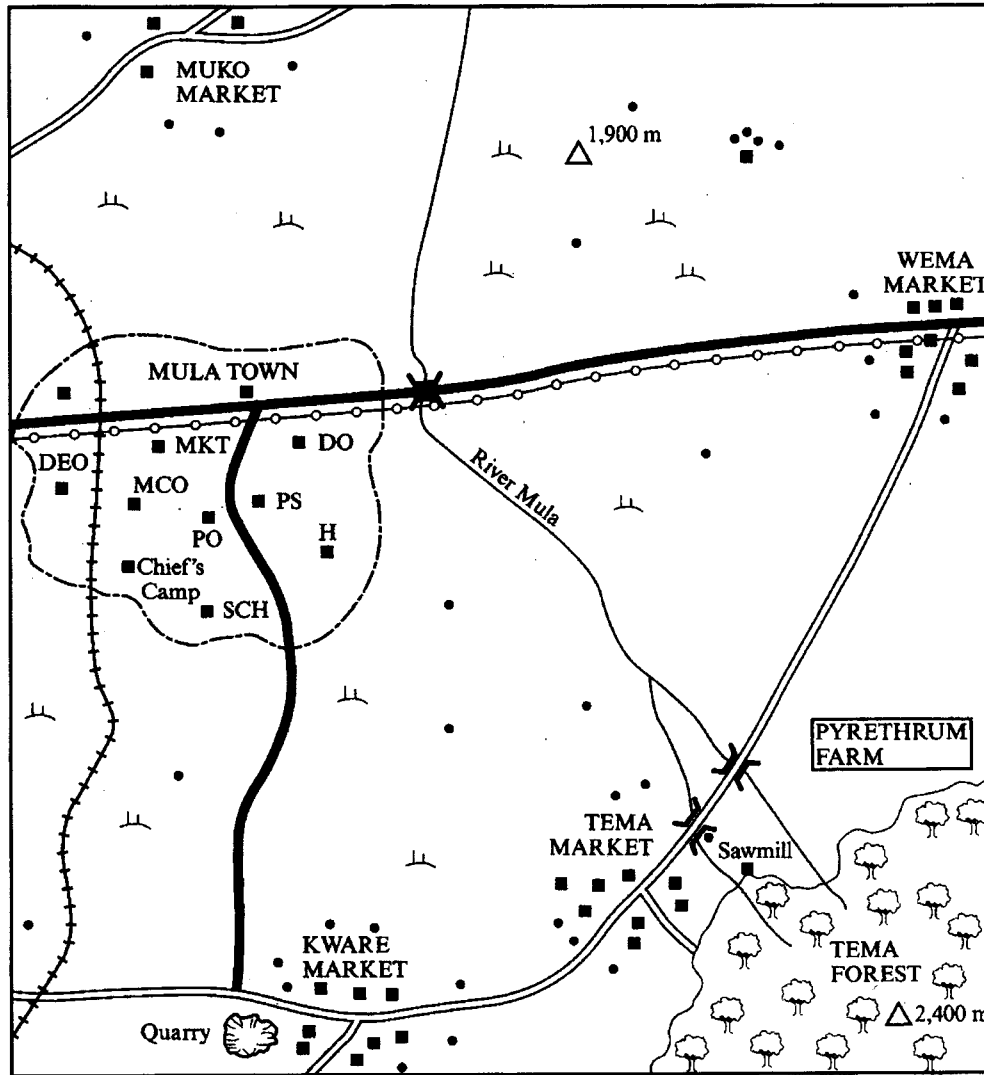 MUKO
MARKET
1,900 m
WEMA
MARKET
MULA TOWN
MKT
DO
DEO
MCO
PS
PO
H
Chief's
Camp
SCH
River Mula
PYRETHRUM
FARM
TEMA
MARKET
Sawmill
KWARE
MARKET
TEMA
FOREST
2,400 m
Quarry